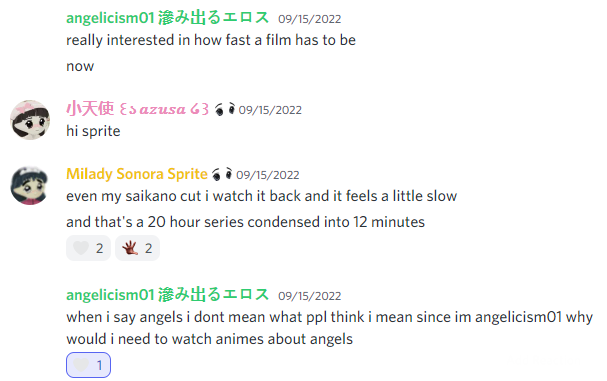 angelicism01 滲み出るエロス 09/15/2022
really interested in how fast a film has to be
now
小天使 ꒰ა 𝒂𝒛𝒖𝒔𝒂 ໒꒱ 09/15/2022
hi sprite
Milady Sonora Sprite 09/15/2022
even my saikano cut i watch it back and it feels a little slow
and that's a 20 hour series condensed into 12 minutes
2 2
angelicism01 滲み出るエロス 09/15/2022
when i say angels i dont mean what ppl think i mean since im angelicism01 why
would i need to watch animes about angels
1